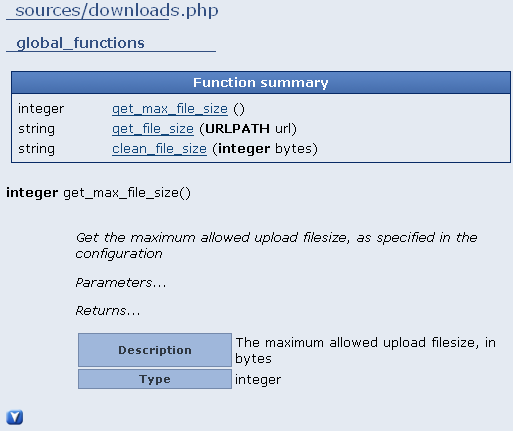 sources/downloads.php
global_functions
Function summary
integer get_max_file_size ()
string get_file_size (URLPATH url)
string clean_file_size (integer bytes)
integer get_max_file_size()
Get the maximum allowed upload filesize, as specified in the
configuration
Parameters...
Returns...
Description The maximum allowed upload filesize, in
bytes
Type integer